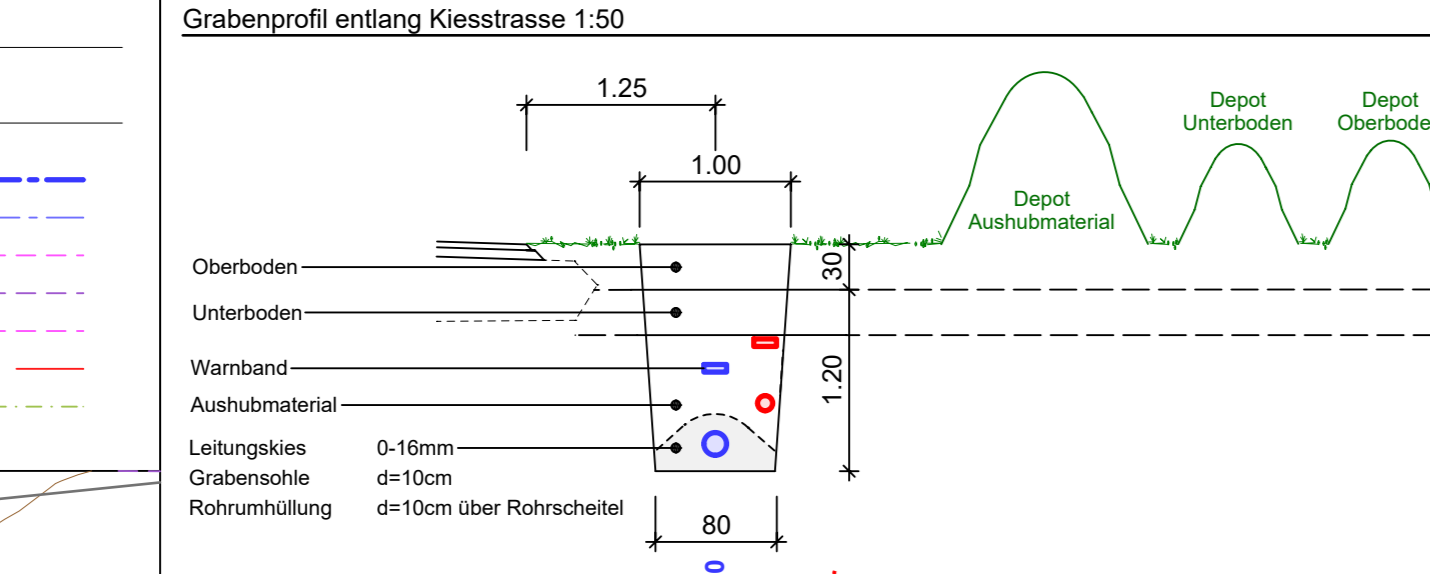 Grabenprofil entlang Kiesstrasse 1:50
1.25
1.00
Depot
Unterboden
Depot
Oberbode
Depot
Aushubmaterial
30
1.20
Oberboden
Unterboden
Warnband
Aushubmaterial
Leitungskies 0-16mm
Grabensohle d=10cm
Rohrumhüllung d=10cm über Rohrscheitel
80